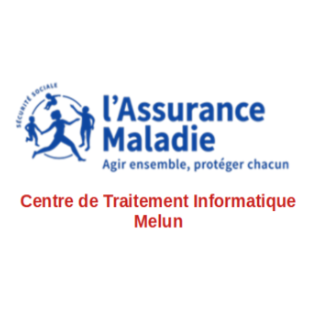 SÉCURITÉ SOCIALE
l'Assurance
Maladie
Agir ensemble, protéger chacun
Centre de Traitement Informatique
Melun